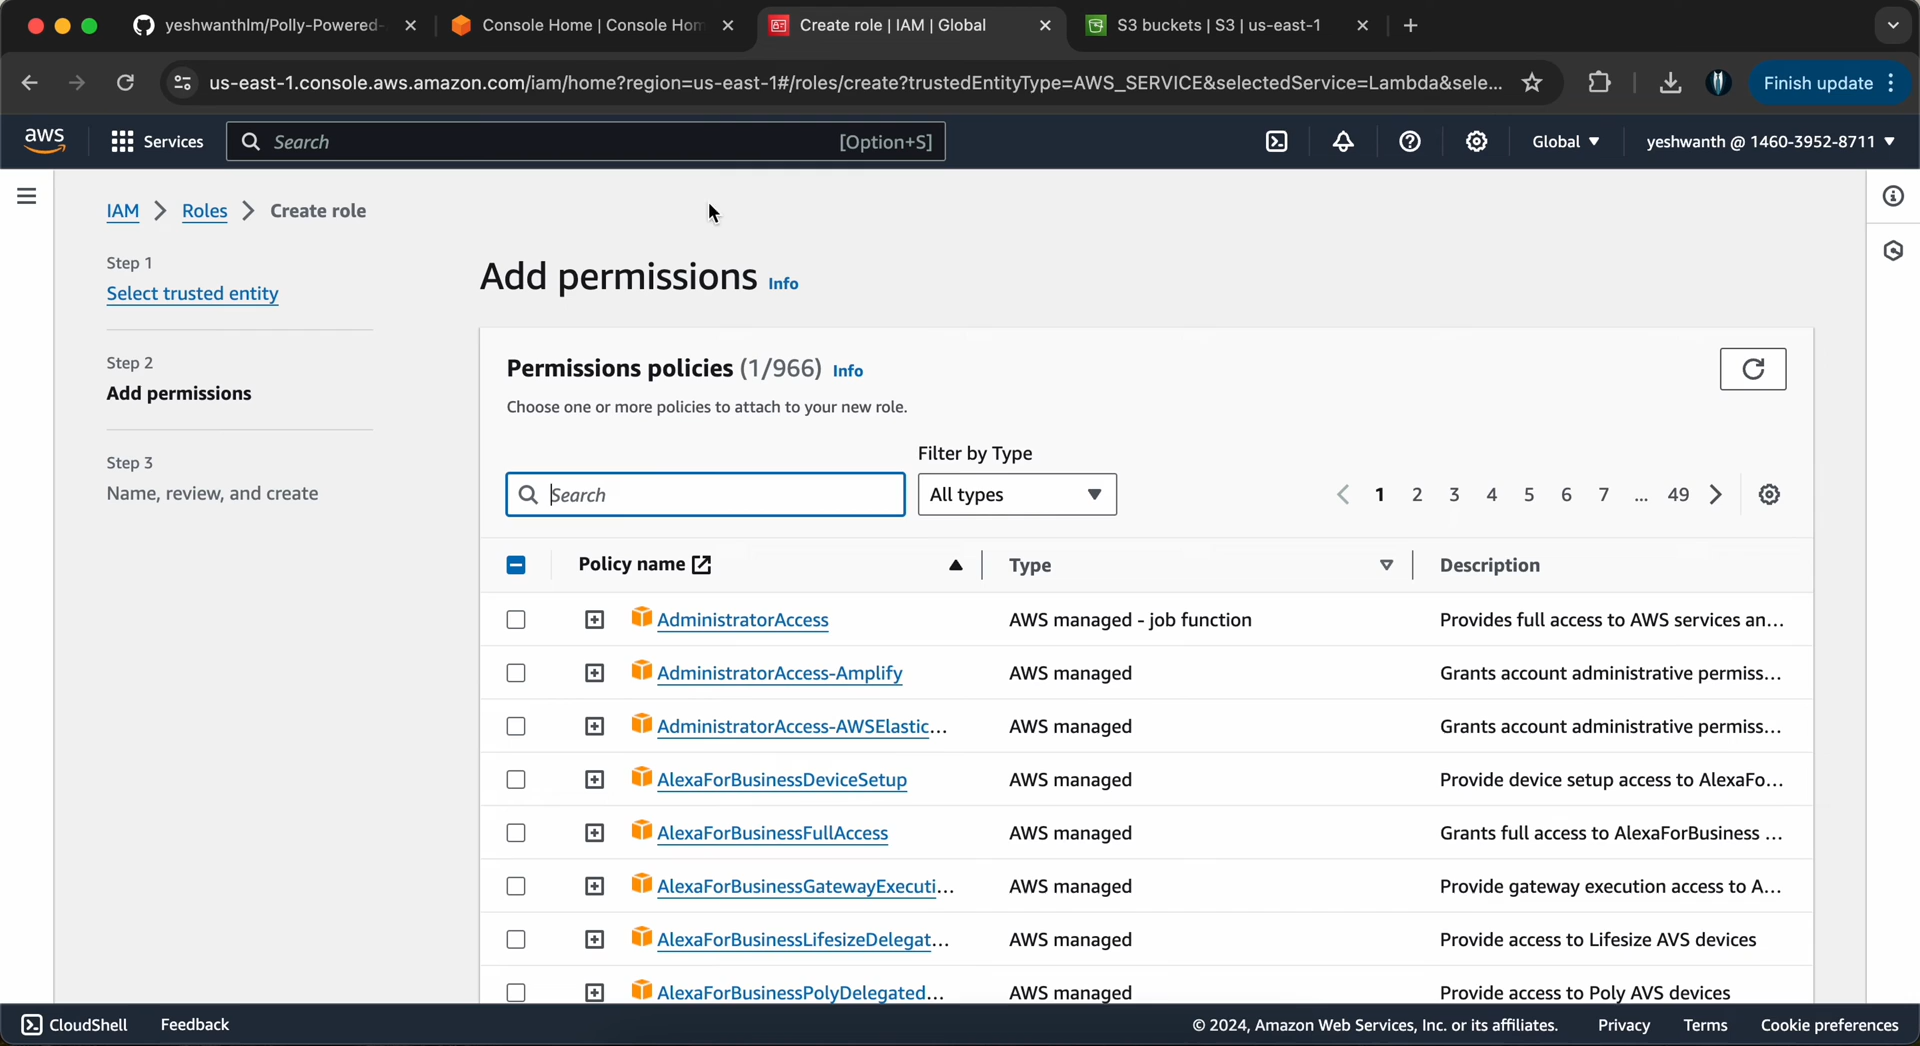 yeshwanthlm/Polly-Powered-
Console Home | Console Hom
Create role | IAM | Global
S3 buckets | S3 | us-east-1
us-east-1.console.aws.amazon.com/iam/home?region=us-east-1#/roles/create?trustedEntityType=AWS_SERVICE&selectedService=Lambda&sele...
Finish update
aws
Services
Search
[Option+S]
Global
yeshwanth @ 1460-3952-8711
IAM
Roles
Create role
Step 1
Select trusted entity
Step 2
Add permissions
Step 3
Name, review, and create
Add permissions Info
Permissions policies (1/966) Info
Choose one or more policies to attach to your new role.
Filter by Type
Search
All types
1 2 3 4 5 6 7 ... 49
Policy name Type Description
AdministratorAccess AWS managed - job function Provides full access to AWS services an...
AdministratorAccess-Amplify AWS managed Grants account administrative permiss...
AdministratorAccess-AWSElastic... AWS managed Grants account administrative permiss...
AlexaForBusinessDeviceSetup AWS managed Provide device setup access to AlexaFo...
AlexaForBusinessFullAccess AWS managed Grants full access to AlexaForBusiness ...
AlexaForBusinessGatewayExecuti... AWS managed Provide gateway execution access to A...
AlexaForBusinessLifesizeDelegat... AWS managed Provide access to Lifesize AVS devices
AlexaForBusinessPolyDelegated... AWS managed Provide access to Poly AVS devices
CloudShell
Feedback
© 2024, Amazon Web Services, Inc. or its affiliates.
Privacy
Terms
Cookie preferences